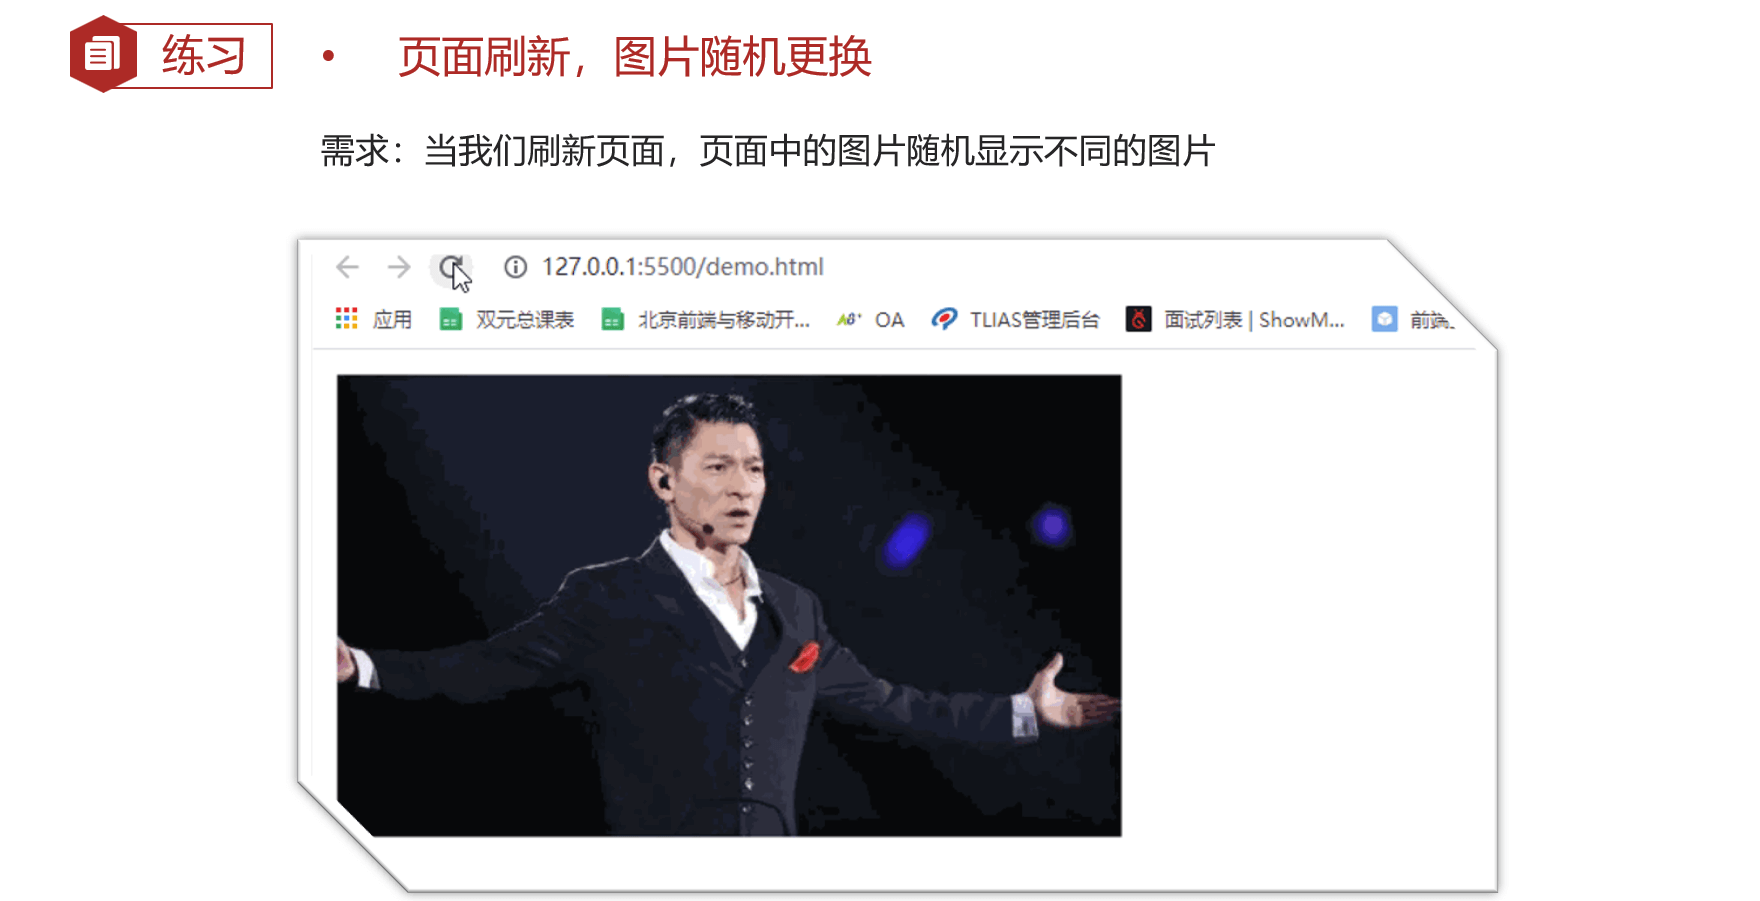 练习
• 页面刷新，图片随机更换
需求：当我们刷新页面，页面中的图片随机显示不同的图片
127.0.0.1:5500/demo.html
应用 双元总课表 北京前端与移动开... OA TLIAS管理后台 面试列表 | ShowM... 前端